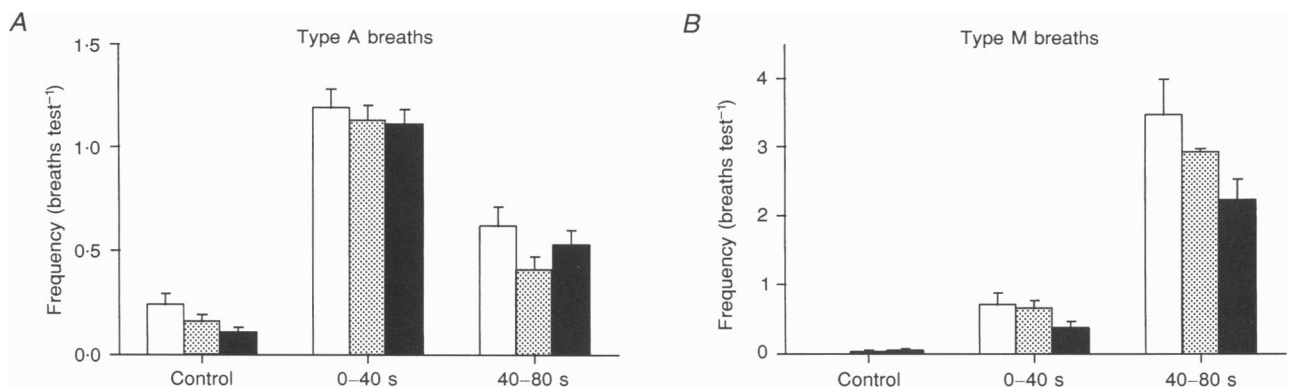 A
Type A breaths
1·5
1·0
0·5
0·0
Frequency (breaths test⁻¹)
Control
0–40 s
40–80 s
B
Type M breaths
4
3
2
1
0
Frequency (breaths test⁻¹)
Control
0–40 s
40–80 s